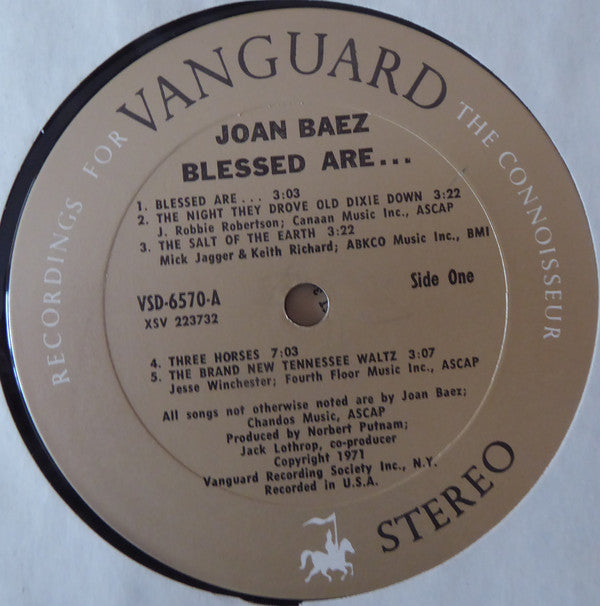 RECORDINGS FOR VANGUARD THE CONNOISSEUR
JOAN BAEZ
BLESSED ARE...
1. BLESSED ARE... 3:03
2. THE NIGHT THEY DROVE OLD DIXIE DOWN 3:22
J. Robbie Robertson; Canaan Music Inc., ASCAP
3. THE SALT OF THE EARTH 3:22
Mick Jagger & Keith Richard; ABKCO Music Inc., BMI
VSD-6570-A
Side One
XSV 223732
4. THREE HORSES 7:03
5. THE BRAND NEW TENNESSEE WALTZ 3:07
Jesse Winchester; Fourth Floor Music Inc., ASCAP
All songs not otherwise noted are by Joan Baez;
Chandos Music, ASCAP
Produced by Norbert Putnam;
Jack Lothrop, co-producer
Copyright 1971
Vanguard Recording Society Inc., N.Y.
Recorded in U.S.A.
STEREO